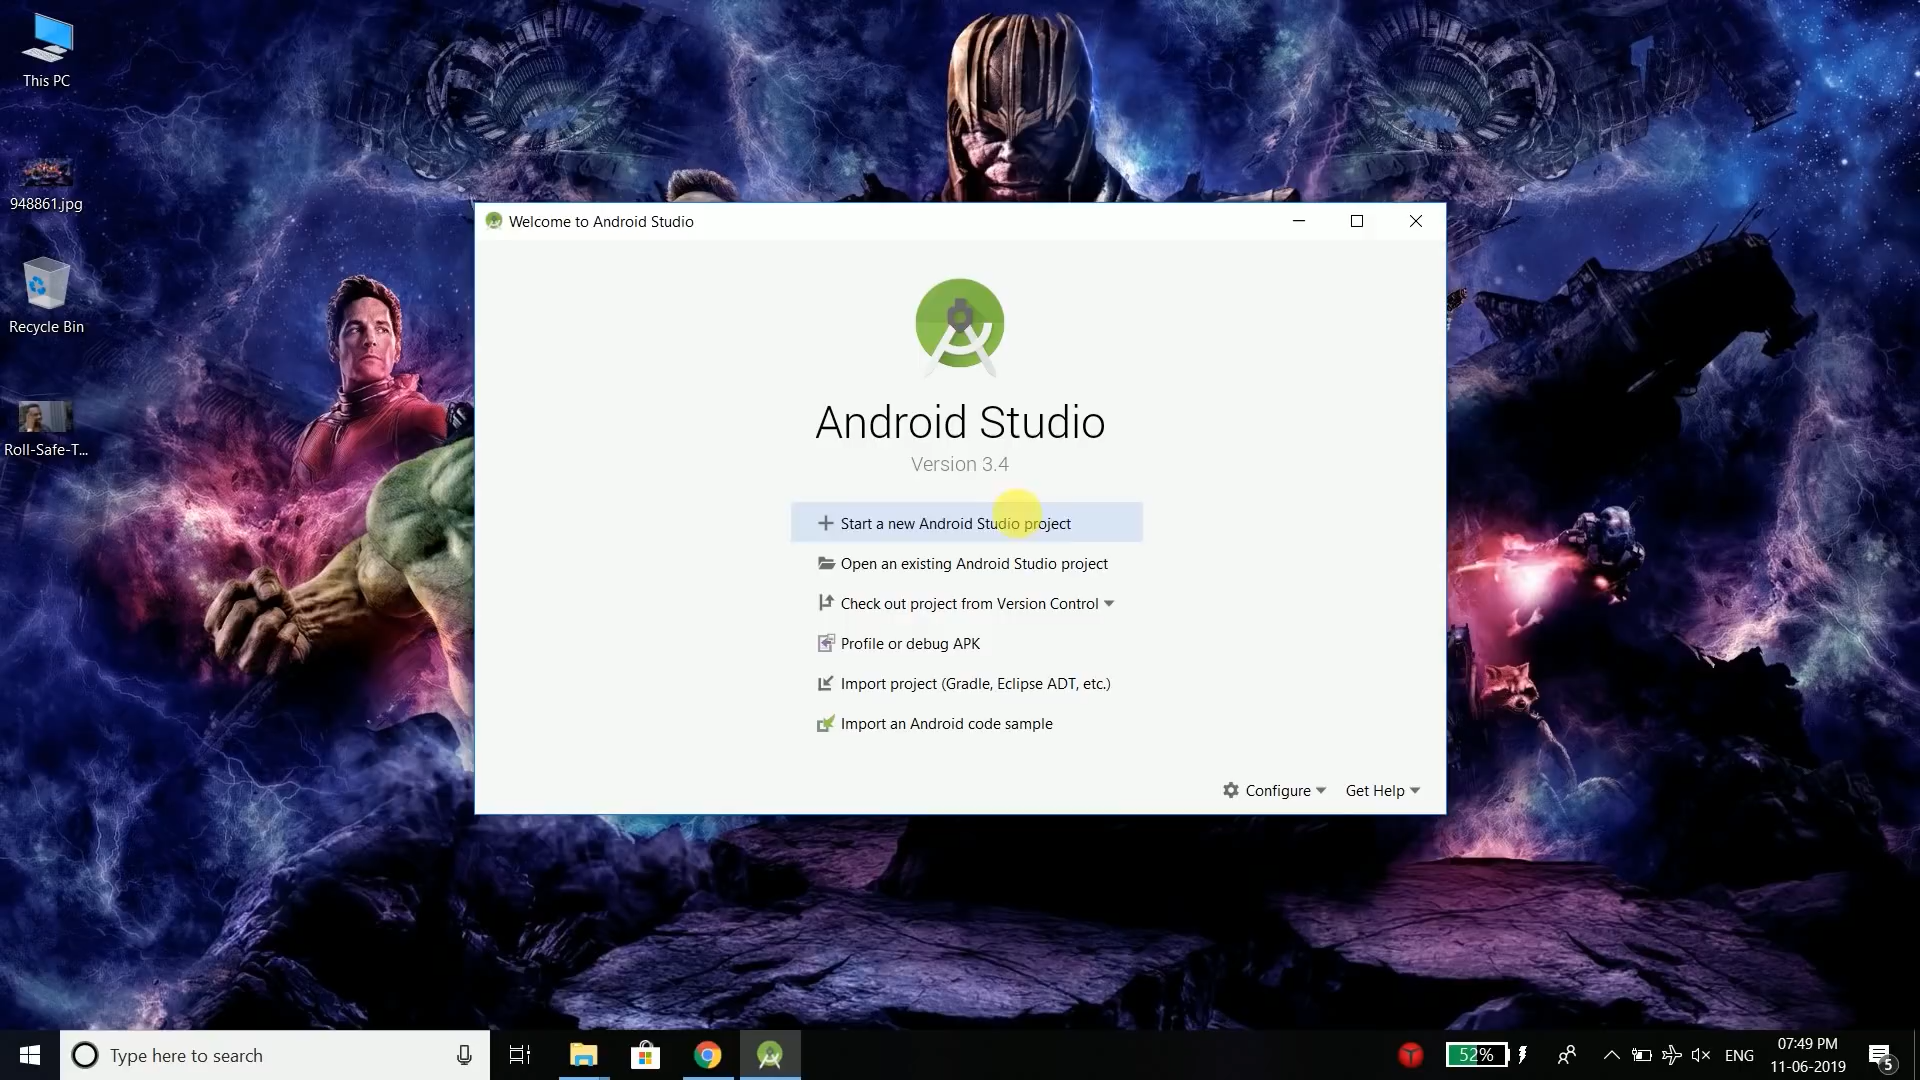 This PC
948861.jpg
Recycle Bin
Roll-Safe-T...
Welcome to Android Studio
Android Studio
Version 3.4
Start a new Android Studio project
Open an existing Android Studio project
Check out project from Version Control
Profile or debug APK
Import project (Gradle, Eclipse ADT, etc.)
Import an Android code sample
Configure
Get Help
Type here to search
52%
ENG
07:49 PM
11-06-2019
5